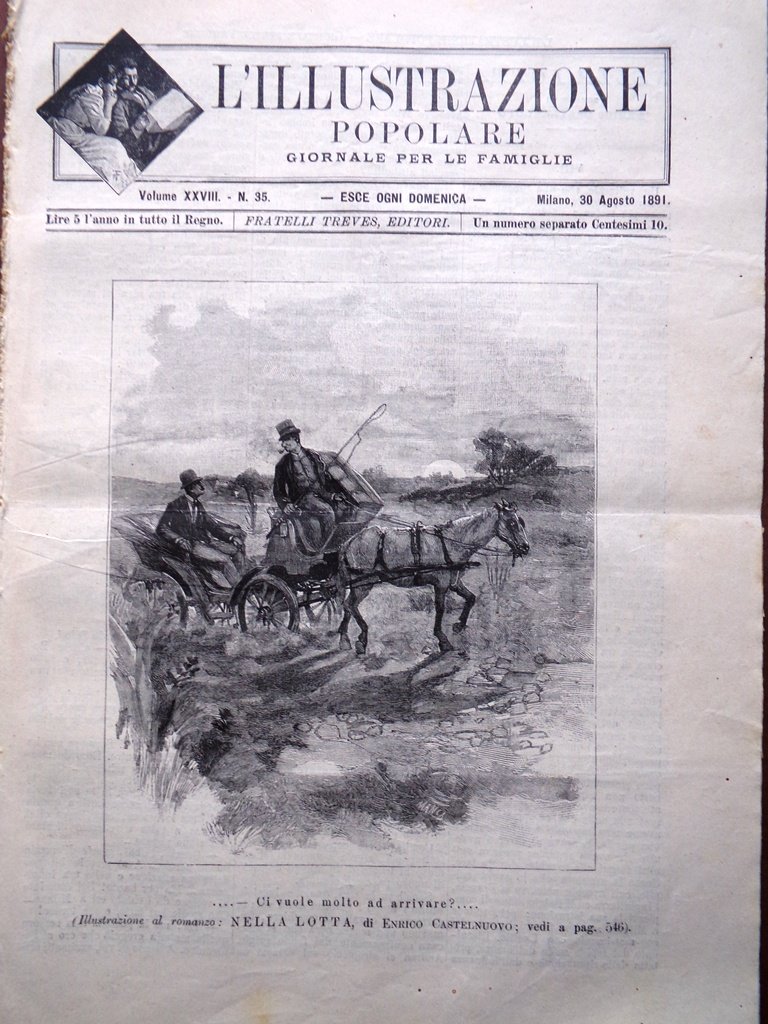 L'ILLUSTRAZIONE
POPOLARE
GIORNALE PER LE FAMIGLIE
Volume XXVIII. - N. 35. — ESCE OGNI DOMENICA — Milano, 30 Agosto 1891.
Lire 5 l'anno in tutto il Regno. FRATELLI TREVES, EDITORI. Un numero separato Centesimi 10.
....— Ci vuole molto ad arrivare?....
(Illustrazione al romanzo: NELLA LOTTA, di ENRICO CASTELNUOVO; vedi a pag. 546).